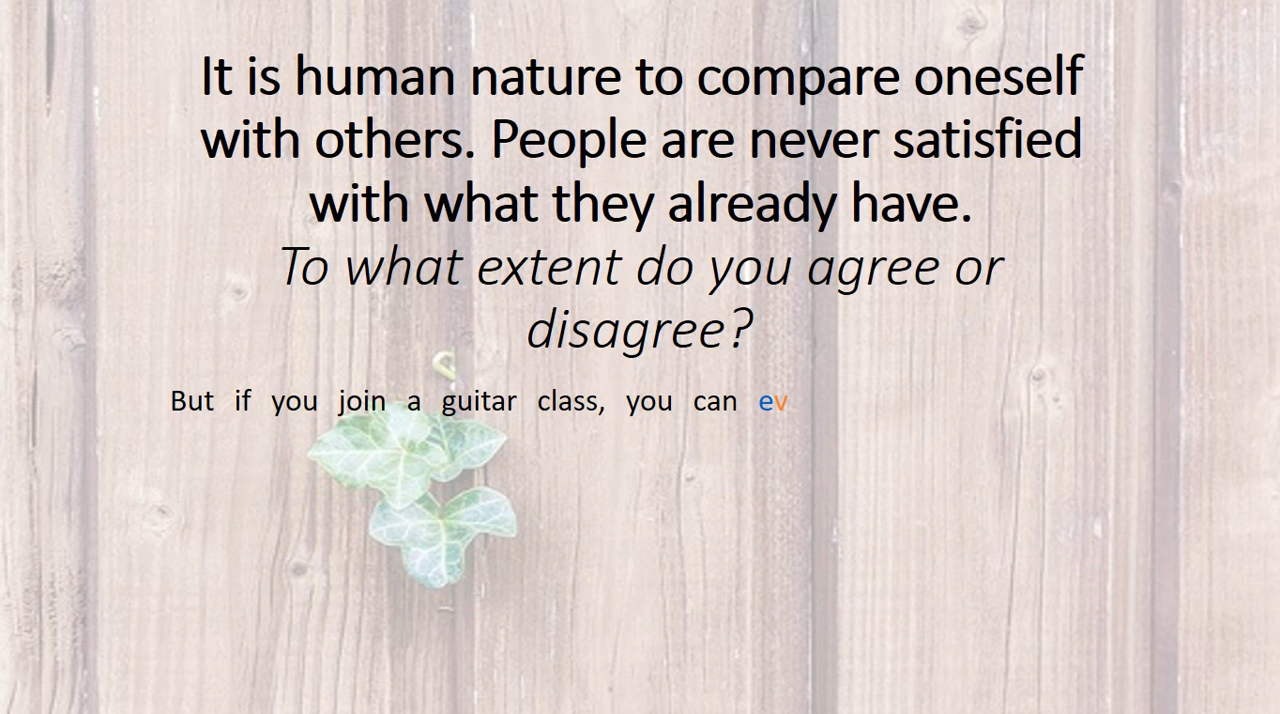 It is human nature to compare oneself
with others. People are never satisfied
with what they already have.
To what extent do you agree or
disagree?
But if you join a guitar class, you can ev